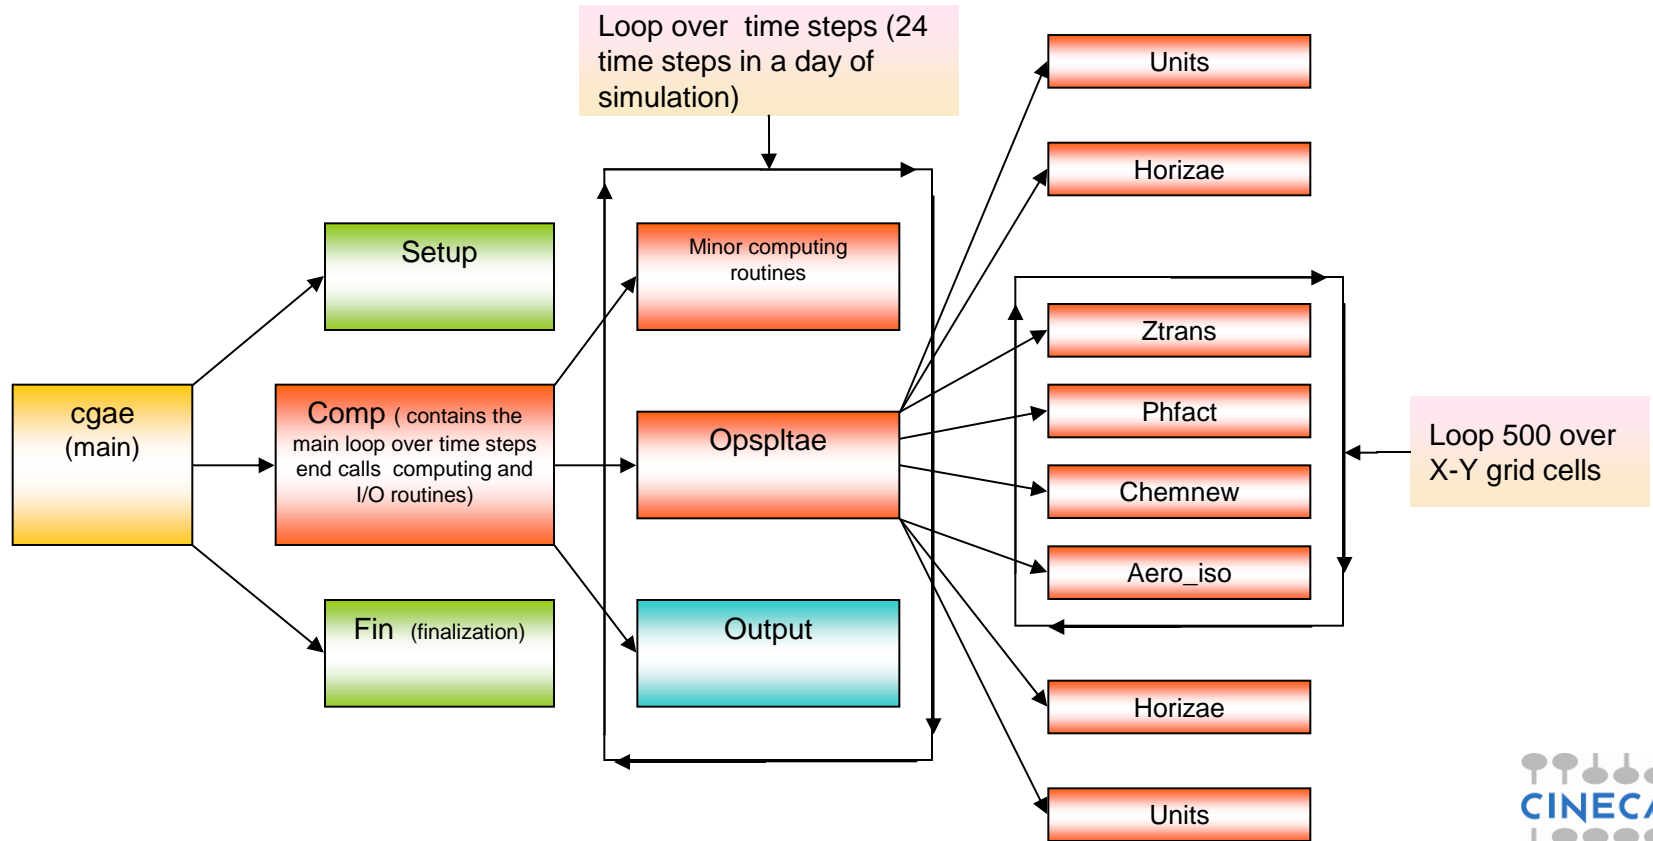 Loop over time steps (24
time steps in a day of
simulation)
Units
Horizae
Setup
Minor computing
routines
Ztrans
cgae
(main)
Comp ( contains the
main loop over time steps
end calls computing and
I/O routines)
Opspltae
Phfact
Chemnew
Aero_iso
Loop 500 over
X-Y grid cells
Fin (finalization)
Output
Horizae
Units
CINECA